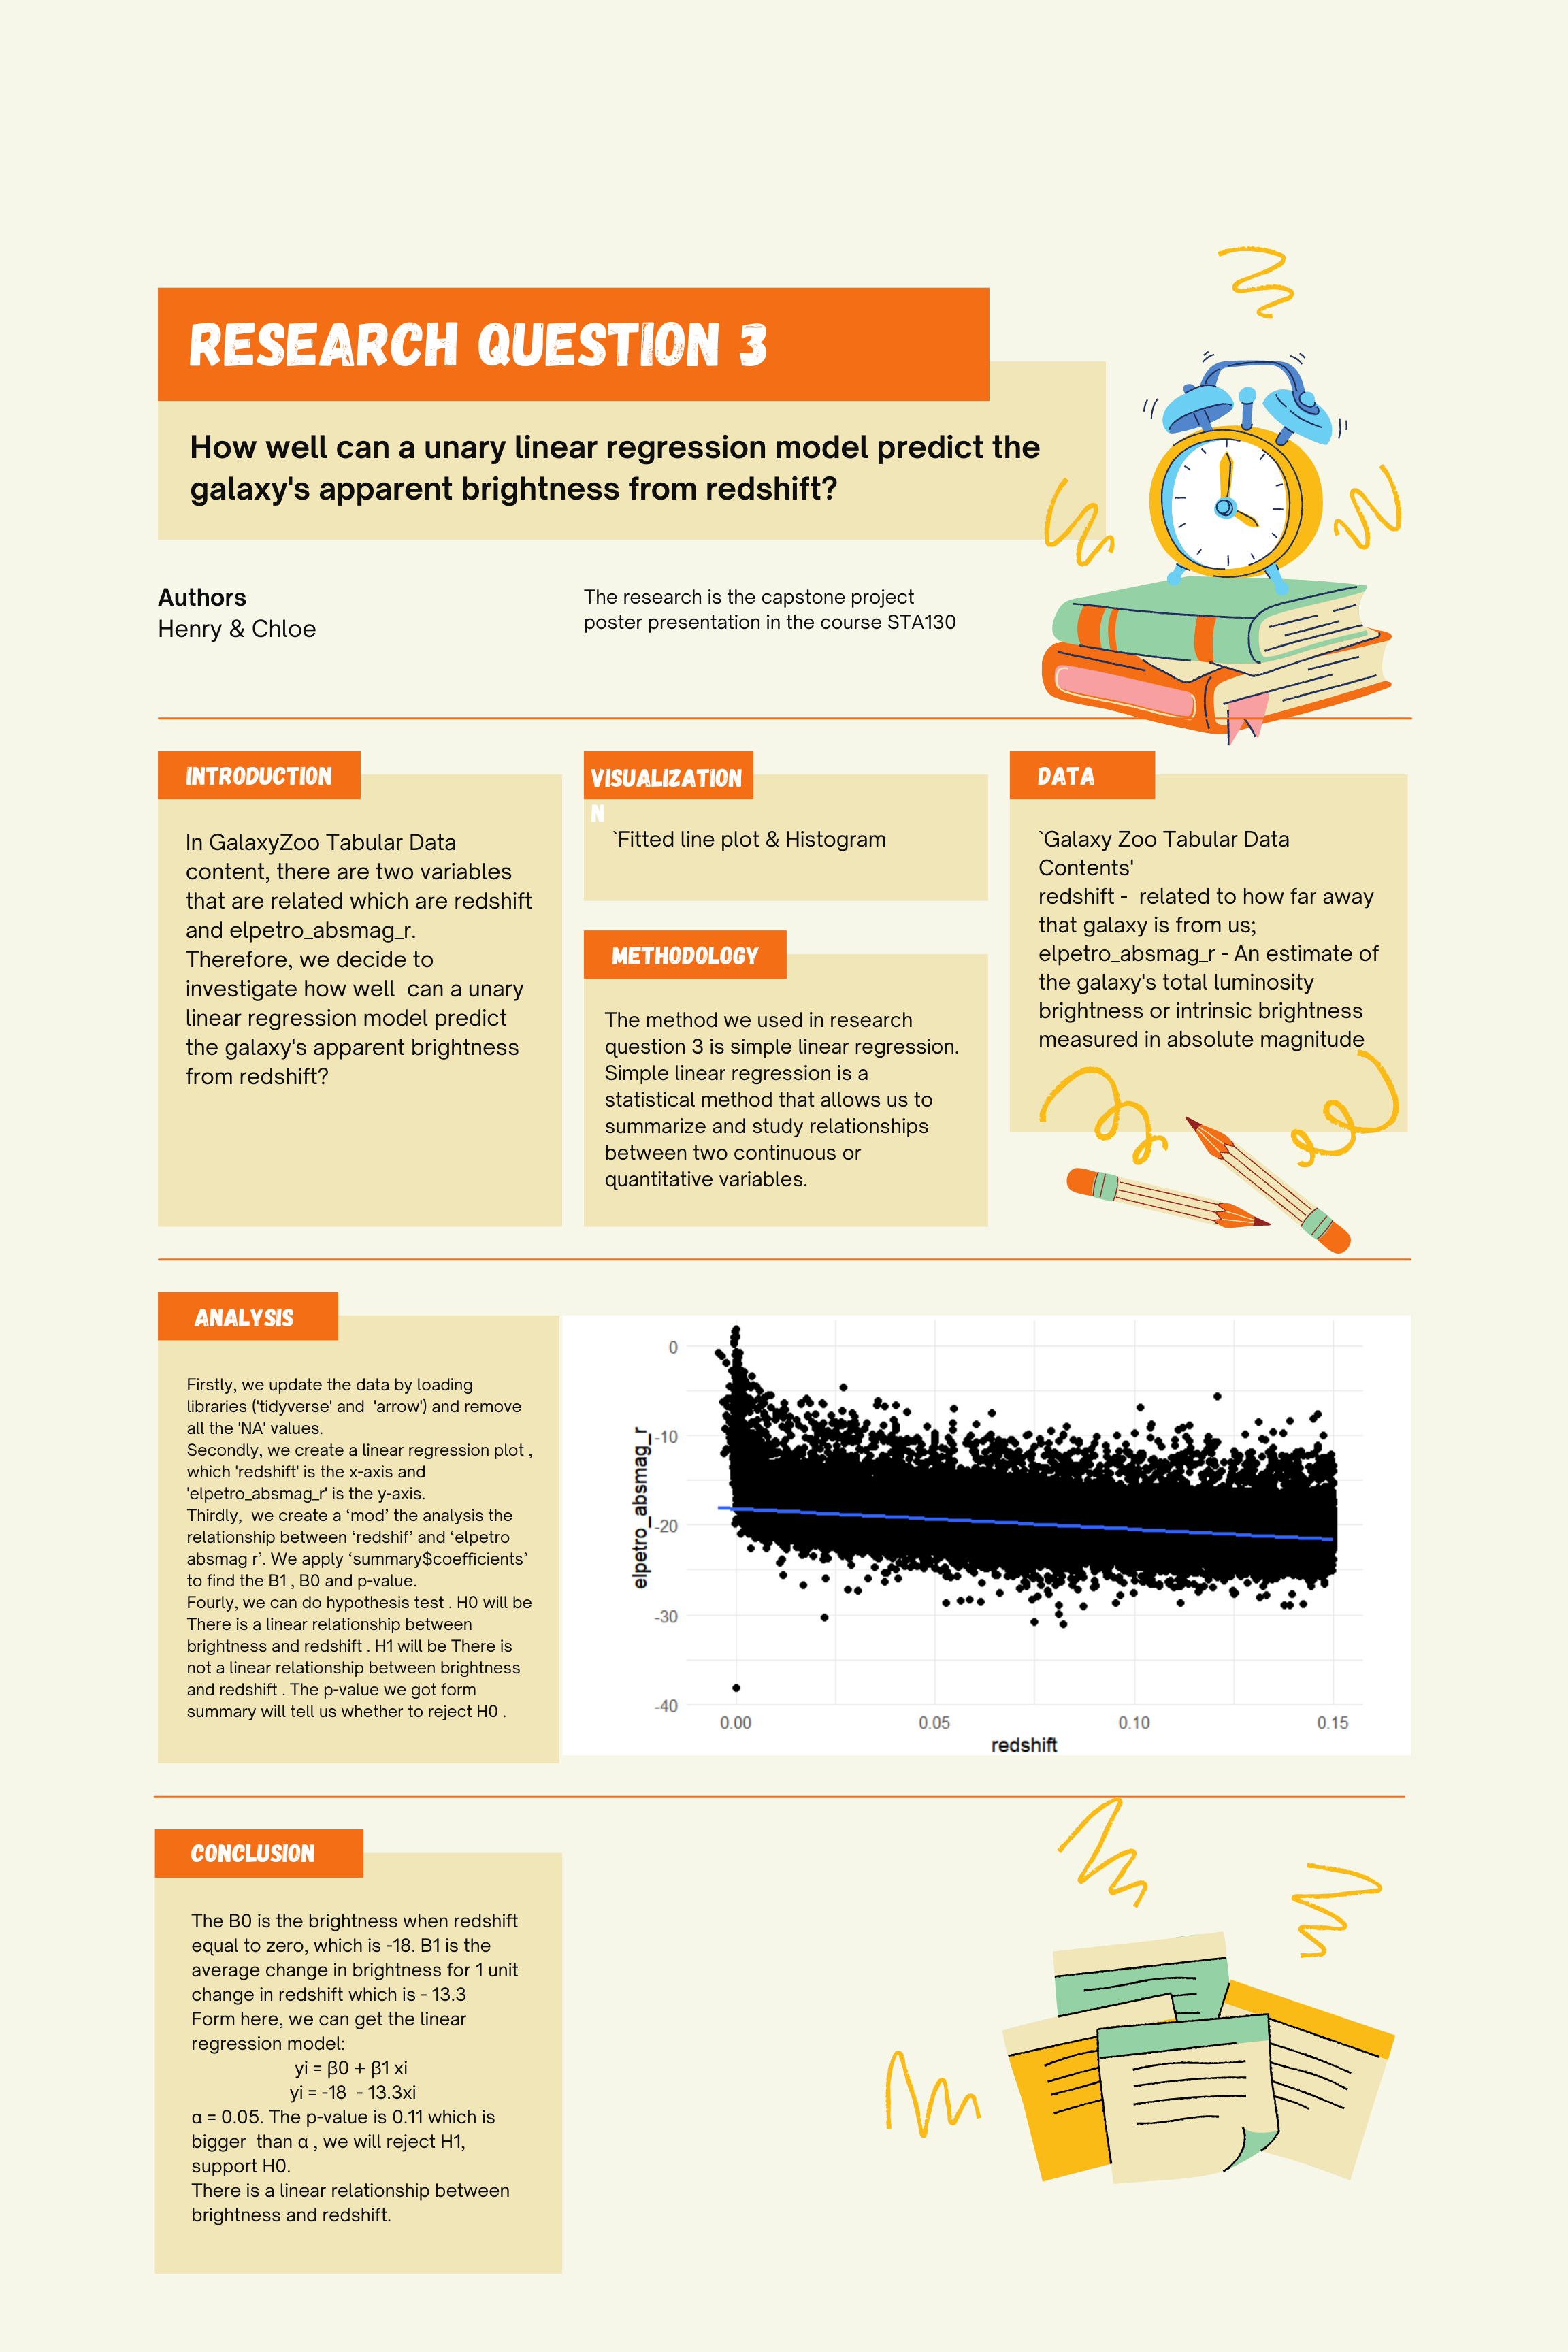 RESEARCH QUESTION 3
How well can a unary linear regression model predict the
galaxy's apparent brightness from redshift?
Authors
Henry & Chloe
The research is the capstone project
poster presentation in the course STA130
INTRODUCTION
In GalaxyZoo Tabular Data
content, there are two variables
that are related which are redshift
and elpetro_absmag_r.
Therefore, we decide to
investigate how well  can a unary
linear regression model predict
the galaxy's apparent brightness
from redshift?
VISUALIZATION
N
`Fitted line plot & Histogram
METHODOLOGY
The method we used in research
question 3 is simple linear regression.
Simple linear regression is a
statistical method that allows us to
summarize and study relationships
between two continuous or
quantitative variables.
DATA
`Galaxy Zoo Tabular Data
Contents'
redshift -  related to how far away
that galaxy is from us;
elpetro_absmag_r - An estimate of
the galaxy's total luminosity
brightness or intrinsic brightness
measured in absolute magnitude
ANALYSIS
Firstly, we update the data by loading
libraries ('tidyverse' and  'arrow') and remove
all the 'NA' values.
Secondly, we create a linear regression plot ,
which 'redshift' is the x-axis and
'elpetro_absmag_r' is the y-axis.
Thirdly,  we create a ‘mod’ the analysis the
relationship between ‘redshif’ and ‘elpetro
absmag r’. We apply ‘summary$coefficients’
to find the B1 , B0 and p-value.
Fourly, we can do hypothesis test . H0 will be
There is a linear relationship between
brightness and redshift . H1 will be There is
not a linear relationship between brightness
and redshift . The p-value we got form
summary will tell us whether to reject H0 .
elpetro_absmag_r
0
-10
-20
-30
-40
0.00
0.05
0.10
0.15
redshift
CONCLUSION
The B0 is the brightness when redshift
equal to zero, which is -18. B1 is the
average change in brightness for 1 unit
change in redshift which is - 13.3
Form here, we can get the linear
regression model:
yi = β0 + β1 xi
yi = -18  - 13.3xi
α = 0.05. The p-value is 0.11 which is
bigger  than α , we will reject H1,
support H0.
There is a linear relationship between
brightness and redshift.